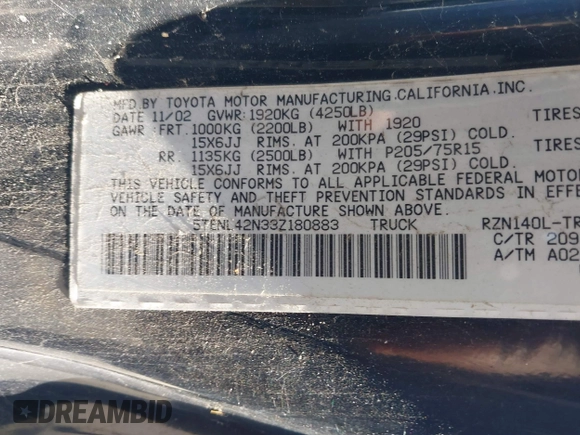 MFD.BY TOYOTA MOTOR MANUFACTURING.CALIFORNIA.INC.
DATE 11/02 GVWR:1920KG (4250LB)
GAWR: FRT.1000KG (2200LB) WITH 1920 TIRES
15X6JJ RIMS. AT 200KPA (29PSI) COLD.
RR. 1135KG (2500LB) WITH P205/75R15 TIRES
15X6JJ RIMS. AT 200KPA (29PSI) COLD.
THIS VEHICLE CONFORMS TO ALL APPLICABLE FEDERAL MOTOR
VEHICLE SAFETY AND THEFT PREVENTION STANDARDS IN EFFECT
ON THE DATE OF MANUFACTURE SHOWN ABOVE.
5TENL42N33Z180883 TRUCK RZN140L-TR
C/TR 209
A/TM A02
DREAMBID